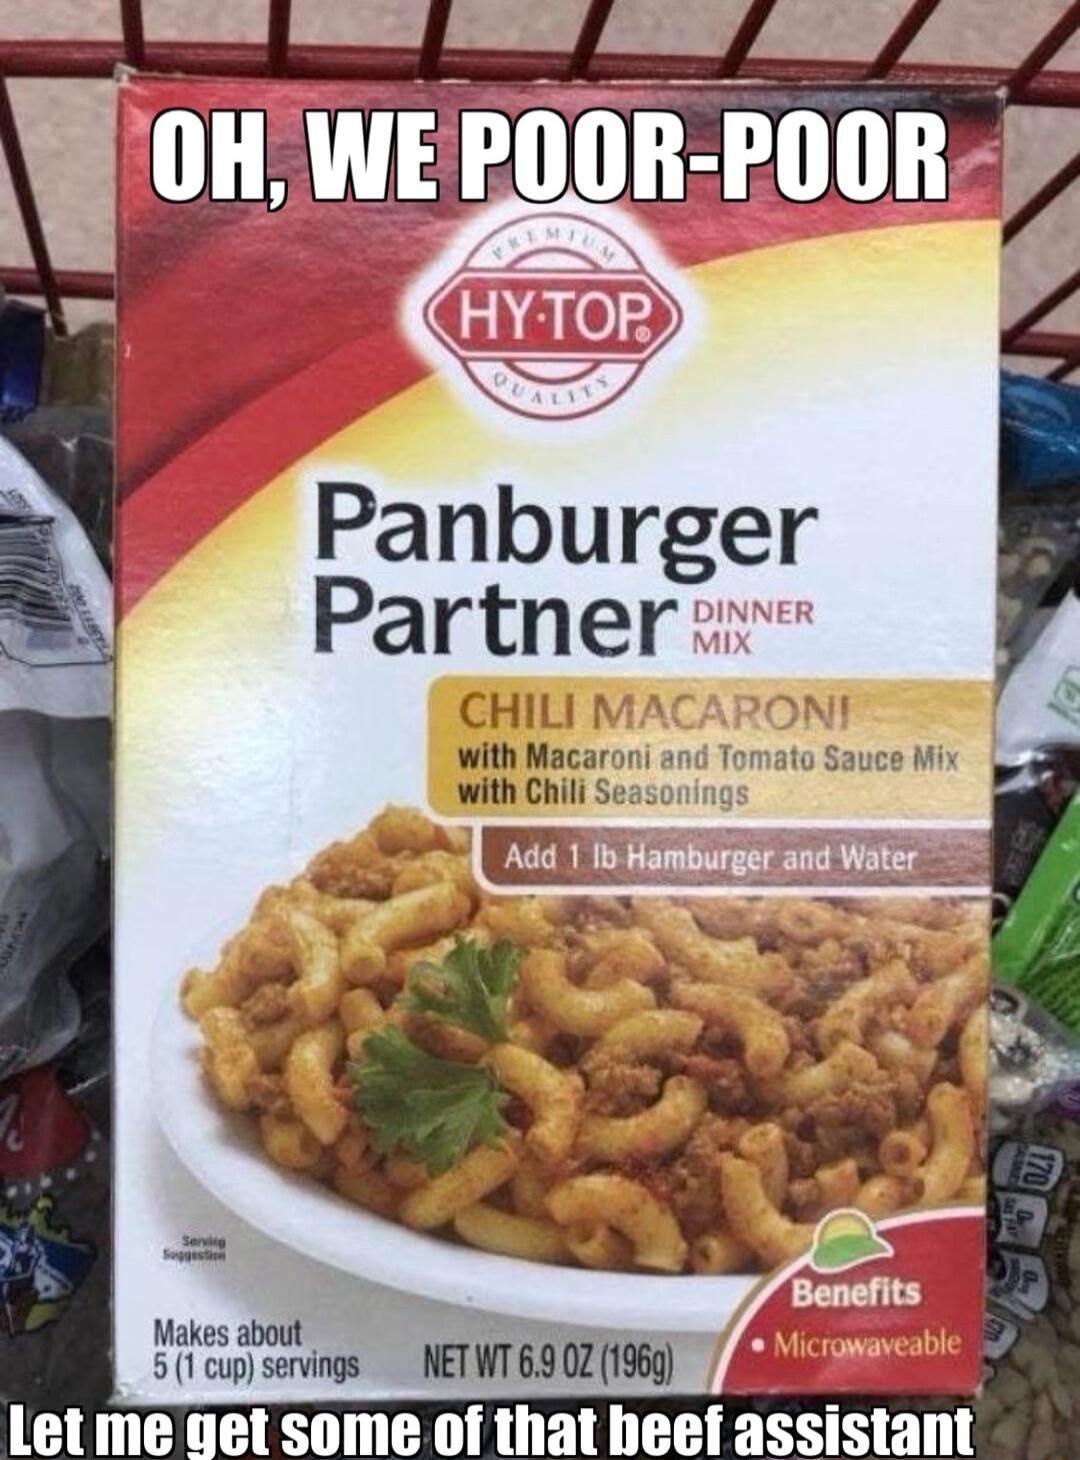 OH, WE POOR-POOR
PREMIUM
HY·TOP®
QUALITY
Panburger
Partner DINNER
MIX
CHILI MACARONI
with Macaroni and Tomato Sauce Mix
with Chili Seasonings
Add 1 lb Hamburger and Water
Serving
Suggestion
Benefits
• Microwaveable
Makes about
5 (1 cup) servings
NET WT 6.9 OZ (196g)
170
Let me get some of that beef assistant